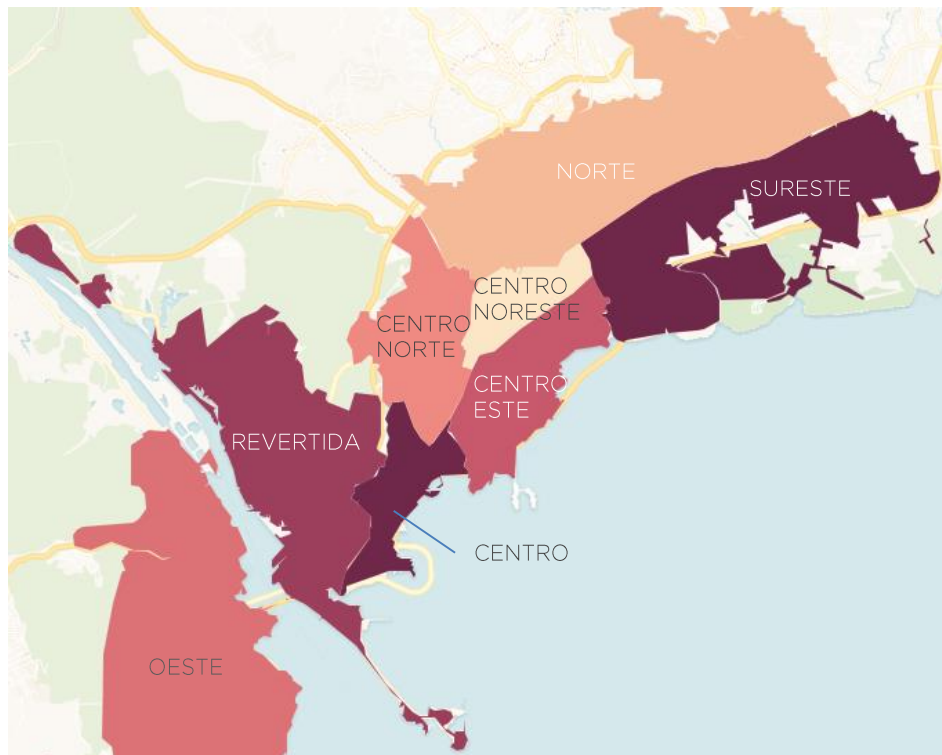 NORTE
SURESTE
CENTRO
NORESTE
CENTRO
NORTE
CENTRO
ESTE
REVERTIDA
CENTRO
OESTE